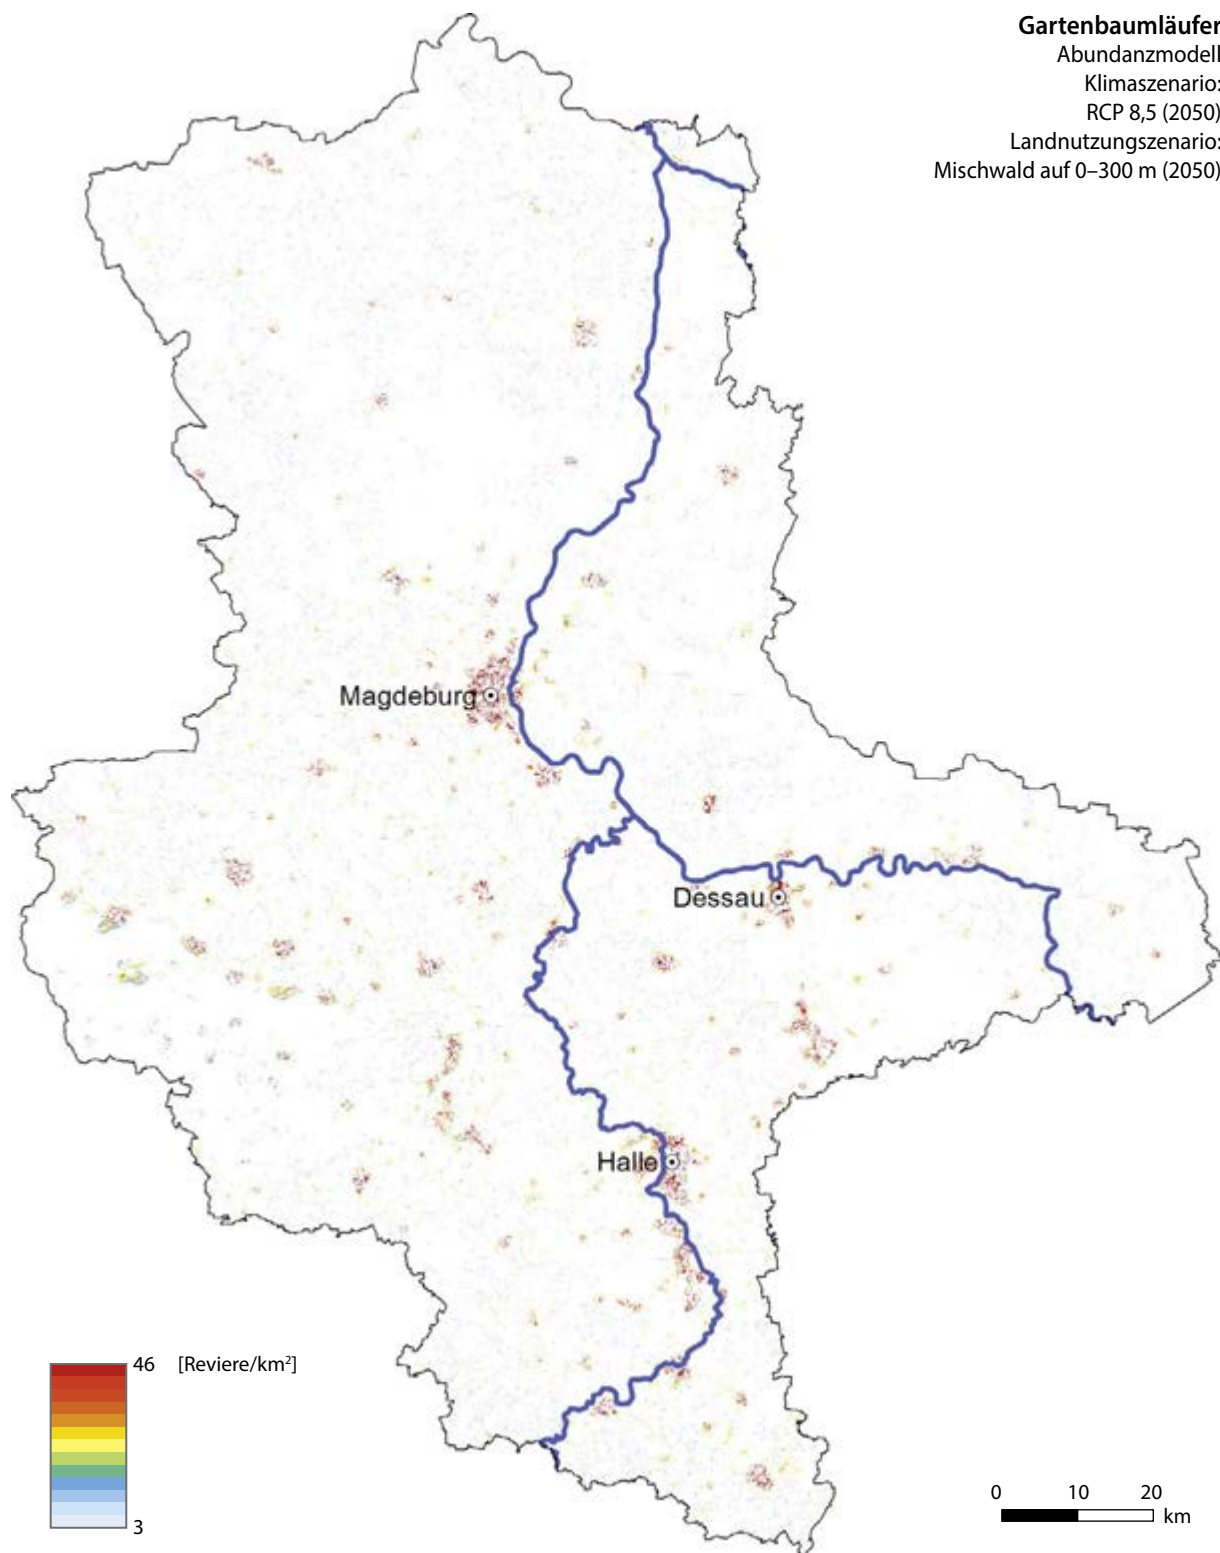 Gartenbaumläufer
Abundanzmodell
Klimaszenario:
RCP 8,5 (2050)
Landnutzungszenario:
Mischwald auf 0–300 m (2050)
Magdeburg
Dessau
Halle
46 [Reviere/km²]
3
0 10 20
km